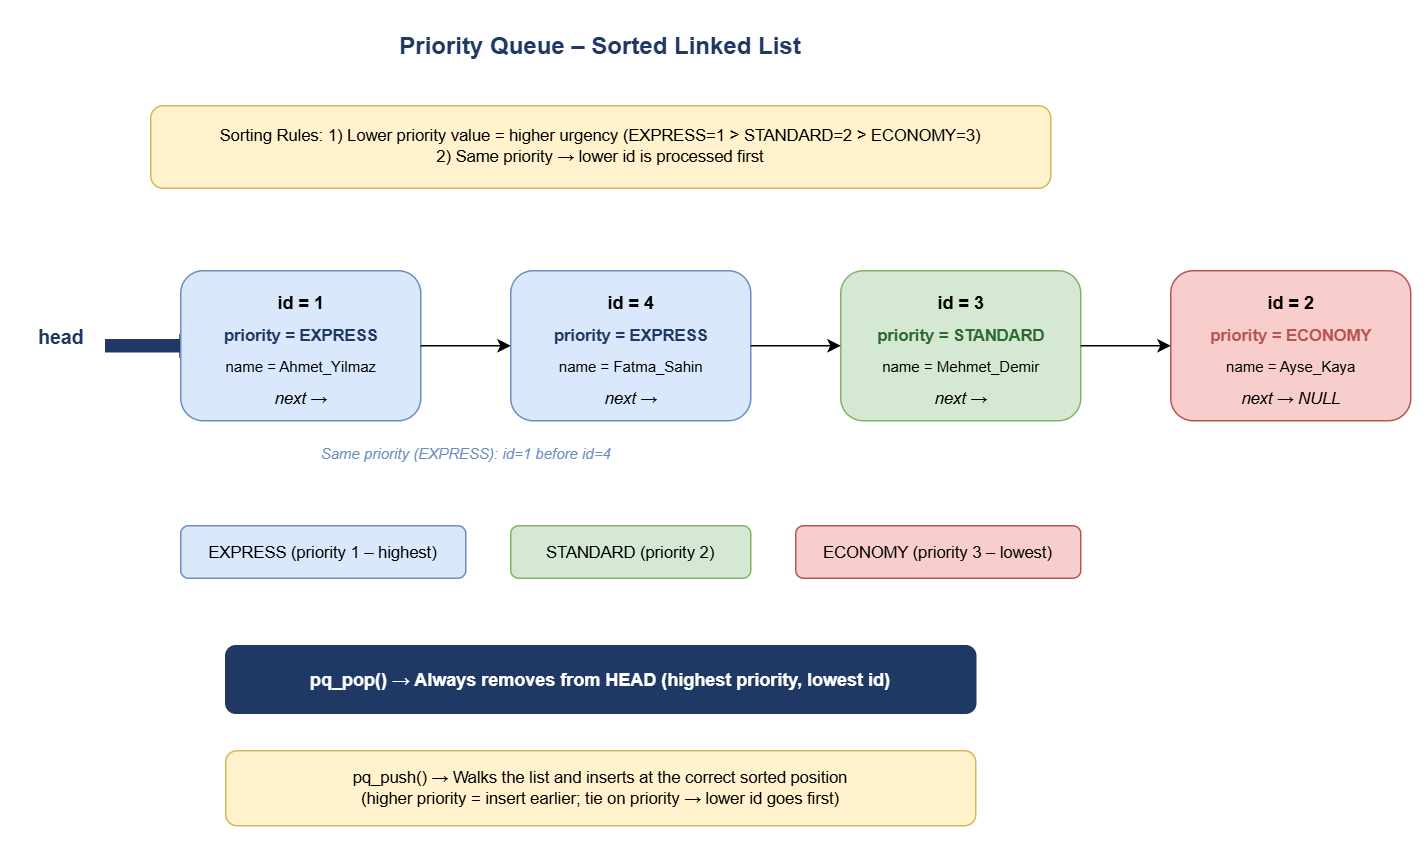 Priority Queue – Sorted Linked List
Sorting Rules: 1) Lower priority value = higher urgency (EXPRESS=1 > STANDARD=2 > ECONOMY=3)
2) Same priority → lower id is processed first
head
id = 1
priority = EXPRESS
name = Ahmet_Yilmaz
next →
id = 4
priority = EXPRESS
name = Fatma_Sahin
next →
id = 3
priority = STANDARD
name = Mehmet_Demir
next →
id = 2
priority = ECONOMY
name = Ayse_Kaya
next → NULL
Same priority (EXPRESS): id=1 before id=4
EXPRESS (priority 1 – highest)
STANDARD (priority 2)
ECONOMY (priority 3 – lowest)
pq_pop() → Always removes from HEAD (highest priority, lowest id)
pq_push() → Walks the list and inserts at the correct sorted position
(higher priority = insert earlier; tie on priority → lower id goes first)